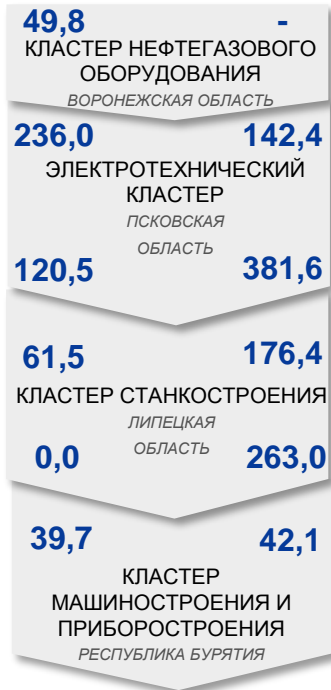 49,8 -
КЛАСТЕР НЕФТЕГАЗОВОГО
ОБОРУДОВАНИЯ
ВОРОНЕЖСКАЯ ОБЛАСТЬ
236,0 142,4
ЭЛЕКТРОТЕХНИЧЕСКИЙ
КЛАСТЕР
ПСКОВСКАЯ
ОБЛАСТЬ
120,5 381,6
61,5 176,4
КЛАСТЕР СТАНКОСТРОЕНИЯ
ЛИПЕЦКАЯ
ОБЛАСТЬ
0,0 263,0
39,7 42,1
КЛАСТЕР
МАШИНОСТРОЕНИЯ И
ПРИБОРОСТРОЕНИЯ
РЕСПУБЛИКА БУРЯТИЯ